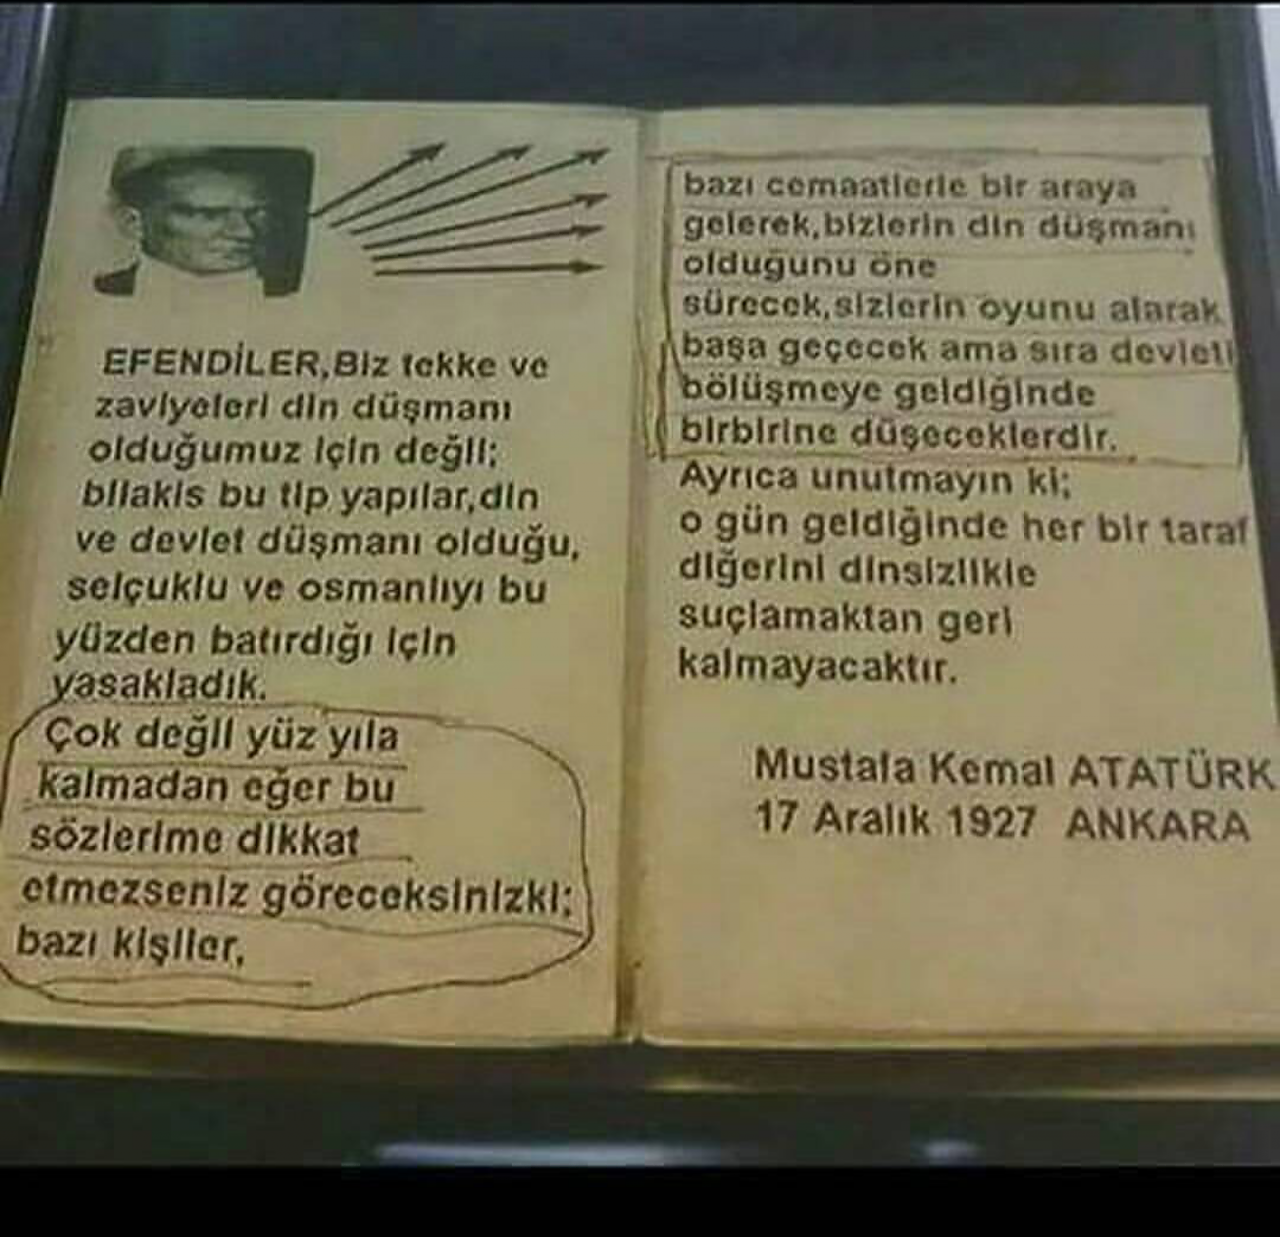 EFENDİLER,Biz tekke ve
zaviyeleri din düşmanı
olduğumuz için değil;
bilakis bu tip yapılar,din
ve devlet düşmanı olduğu,
selçuklu ve osmanlıyı bu
yüzden batırdığı için
yasakladık.
Çok değil yüz yıla
kalmadan eğer bu
sözlerime dikkat
etmezseniz göreceksinizki;
bazı kişiler,
bazı cemaatlerle bir araya
gelerek,bizlerin din düşmanı
olduğunu öne
sürecek,sizlerin oyunu alarak
başa geçecek ama sıra devleti
bölüşmeye geldiğinde
birbirine düşeceklerdir.
Ayrıca unutmayın ki;
o gün geldiğinde her bir taraf
diğerini dinsizlikle
suçlamaktan geri
kalmayacaktır.
Mustafa Kemal ATATÜRK
17 Aralık 1927 ANKARA